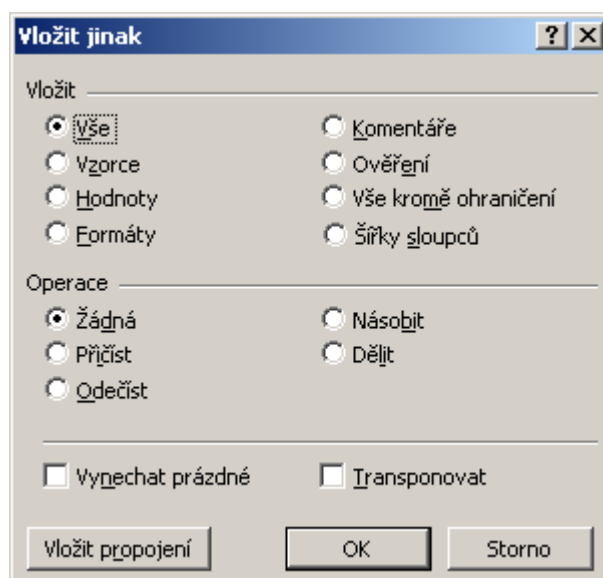 Vložit jinak
Vložit
Vše
Komentáře
Vzorce
Ověření
Hodnoty
Vše kromě ohraničení
Formáty
Šířky sloupců
Operace
Žádná
Násobit
Přičíst
Dělit
Odečíst
Vynechat prázdné
Transponovat
Vložit propojení
OK
Storno